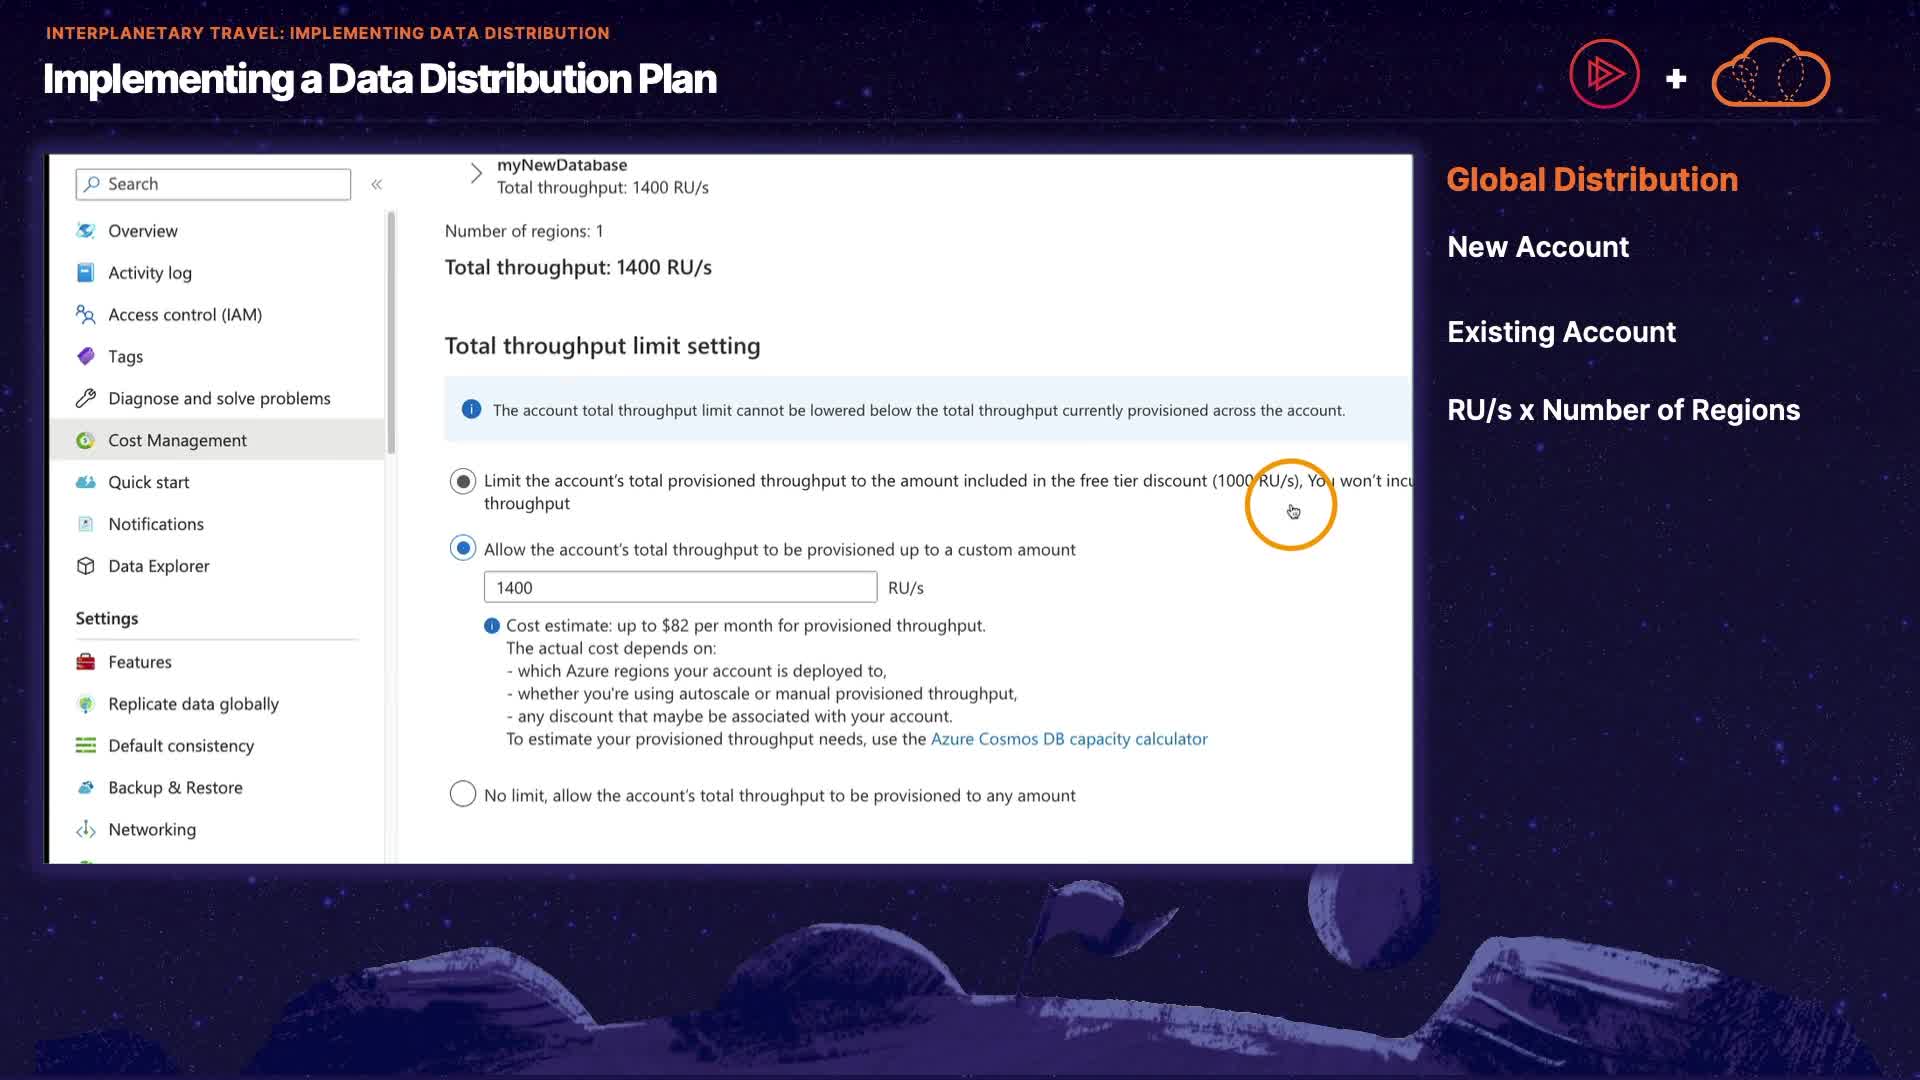 INTERPLANETARY TRAVEL: IMPLEMENTING DATA DISTRIBUTION
Implementing a Data Distribution Plan
+
Search
«
Overview
Activity log
Access control (IAM)
Tags
Diagnose and solve problems
Cost Management
Quick start
Notifications
Data Explorer
Settings
Features
Replicate data globally
Default consistency
Backup & Restore
Networking
myNewDatabase
Total throughput: 1400 RU/s
Number of regions: 1
Total throughput: 1400 RU/s
Total throughput limit setting
The account total throughput limit cannot be lowered below the total throughput currently provisioned across the account.
Limit the account's total provisioned throughput to the amount included in the free tier discount (1000 RU/s), You won't incu
throughput
Allow the account's total throughput to be provisioned up to a custom amount
1400 RU/s
Cost estimate: up to $82 per month for provisioned throughput.
The actual cost depends on:
- which Azure regions your account is deployed to,
- whether you're using autoscale or manual provisioned throughput,
- any discount that maybe be associated with your account.
To estimate your provisioned throughput needs, use the Azure Cosmos DB capacity calculator
No limit, allow the account's total throughput to be provisioned to any amount
Global Distribution
New Account
Existing Account
RU/s x Number of Regions